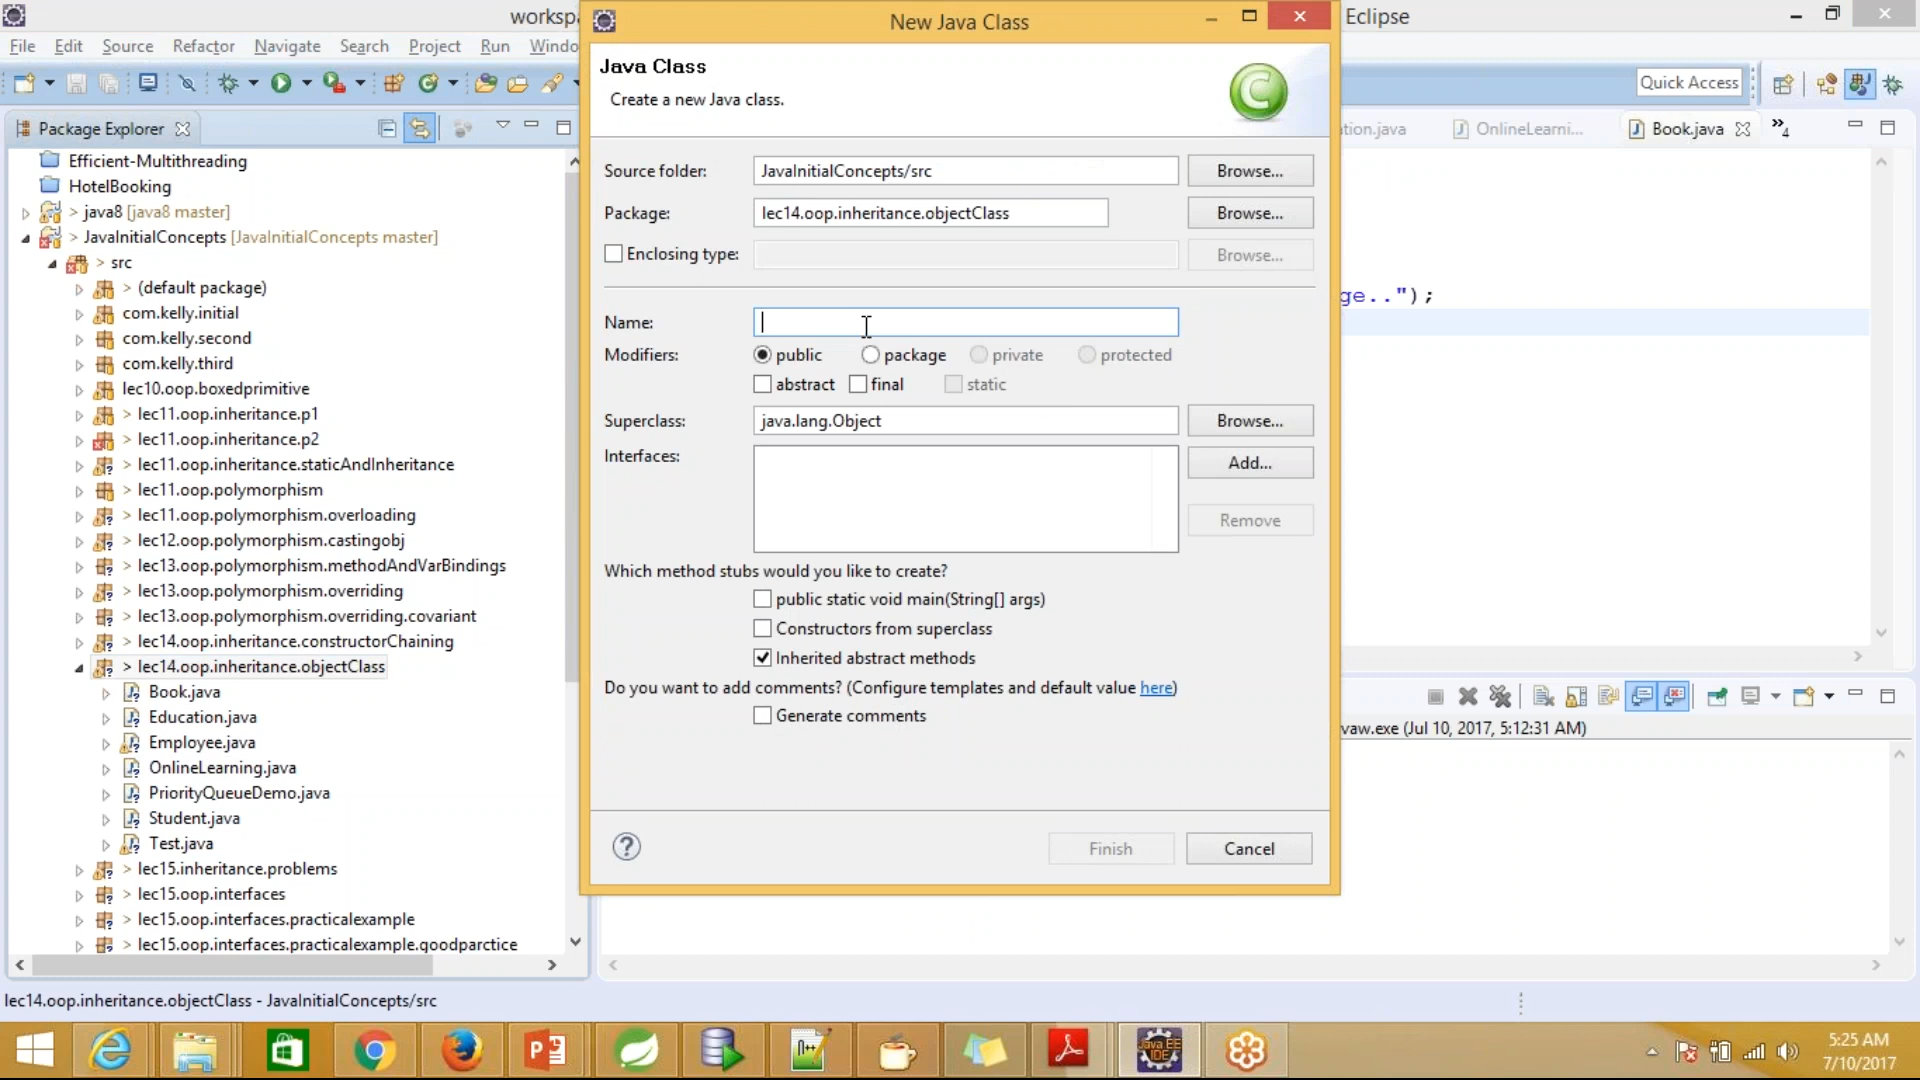 workspa
New Java Class
Eclipse
File Edit Source Refactor Navigate Search Project Run Windo
Java Class
Create a new Java class.
Quick Access
Package Explorer
tion.java
OnlineLearni...
Book.java
»4
Efficient-Multithreading
HotelBooking
> java8 [java8 master]
> JavaInitialConcepts [JavaInitialConcepts master]
> src
> (default package)
com.kelly.initial
com.kelly.second
com.kelly.third
lec10.oop.boxedprimitive
> lec11.oop.inheritance.p1
> lec11.oop.inheritance.p2
> lec11.oop.inheritance.staticAndInheritance
> lec11.oop.polymorphism
> lec11.oop.polymorphism.overloading
> lec12.oop.polymorphism.castingobj
> lec13.oop.polymorphism.methodAndVarBindings
> lec13.oop.polymorphism.overriding
> lec13.oop.polymorphism.overriding.covariant
> lec14.oop.inheritance.constructorChaining
> lec14.oop.inheritance.objectClass
Book.java
Education.java
Employee.java
OnlineLearning.java
PriorityQueueDemo.java
Student.java
Test.java
> lec15.inheritance.problems
> lec15.oop.interfaces
> lec15.oop.interfaces.practicalexample
> lec15.oop.interfaces.practicalexample.goodparctice
Source folder: JavaInitialConcepts/src Browse...
Package: lec14.oop.inheritance.objectClass Browse...
Enclosing type: Browse...
Name:
Modifiers: public package private protected
abstract final static
Superclass: java.lang.Object Browse...
Interfaces: Add...
Remove
Which method stubs would you like to create?
public static void main(String[] args)
Constructors from superclass
Inherited abstract methods
Do you want to add comments? (Configure templates and default value here)
Generate comments
Finish Cancel
ge..");
vaw.exe (Jul 10, 2017, 5:12:31 AM)
lec14.oop.inheritance.objectClass - JavaInitialConcepts/src
Java EE
IDE
5:25 AM
7/10/2017